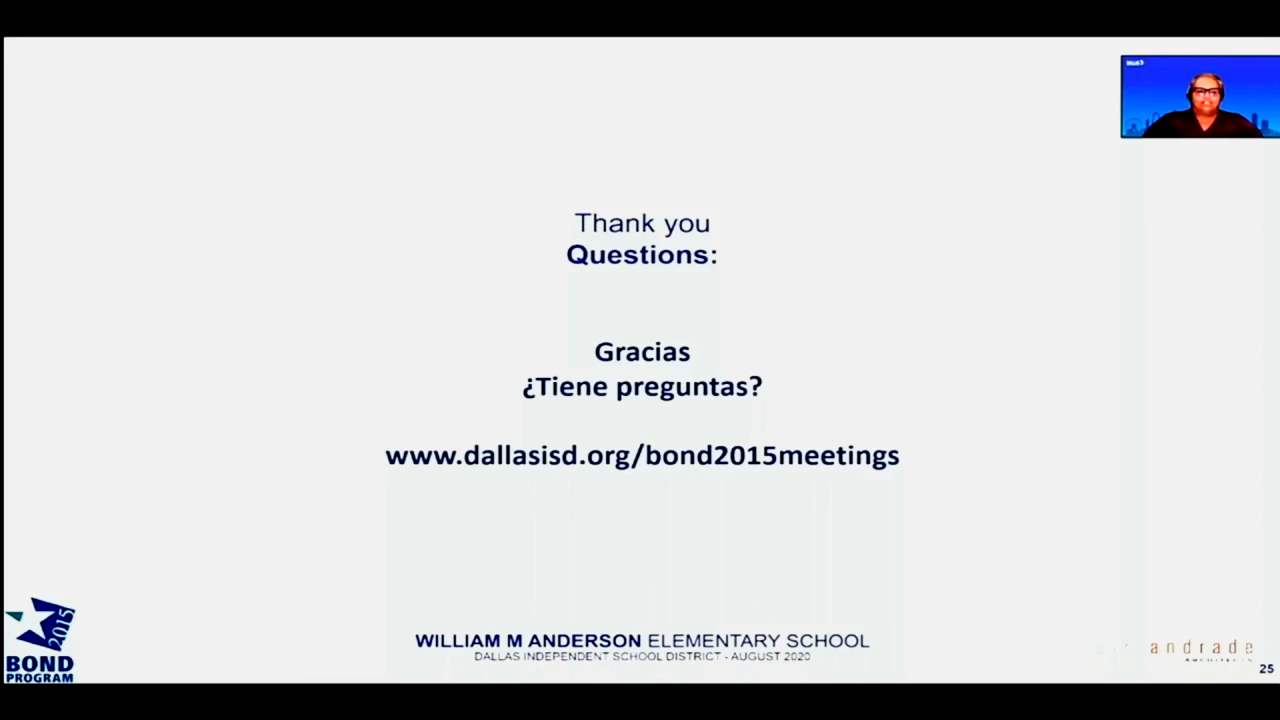 Thank you
Questions:
Gracias
¿Tiene preguntas?
www.dallasisd.org/bond2015meetings
2015
BOND
PROGRAM
WILLIAM M ANDERSON ELEMENTARY SCHOOL
DALLAS INDEPENDENT SCHOOL DISTRICT - AUGUST 2020
andrade
ARCHITECTS
25